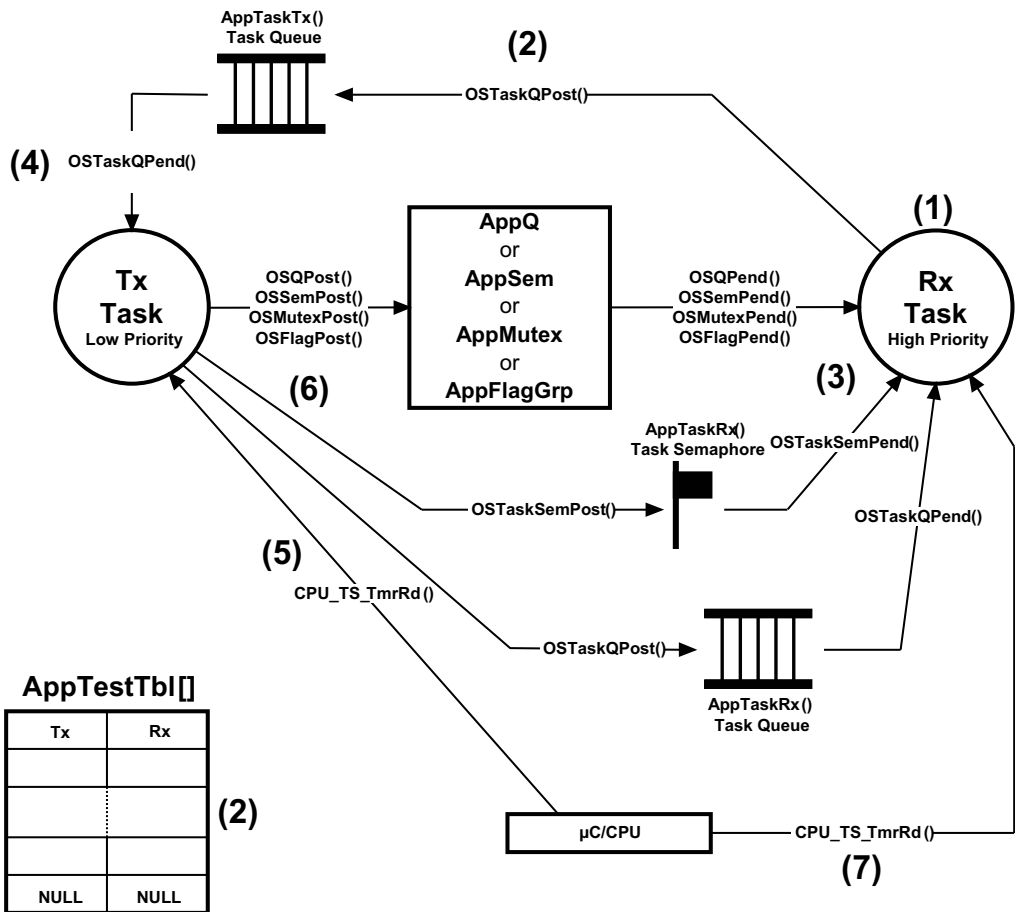 AppTaskTx()
Task Queue
(2)
OSTaskQPost()
(4)
OSTaskQPend()
(1)
Tx
Task
Low Priority
OSQPost()
OSSemPost()
OSMutexPost()
OSFlagPost()
AppQ
or
AppSem
or
AppMutex
or
AppFlagGrp
OSQPend()
OSSemPend()
OSMutexPend()
OSFlagPend()
Rx
Task
High Priority
(6)
(3)
AppTaskRx()
Task Semaphore
OSTaskSemPend()
OSTaskSemPost()
OSTaskQPend()
(5)
CPU_TS_TmrRd()
OSTaskQPost()
AppTaskRx()
Task Queue
AppTestTbl[]
Tx Rx
(2)
NULL NULL
µC/CPU
CPU_TS_TmrRd()
(7)